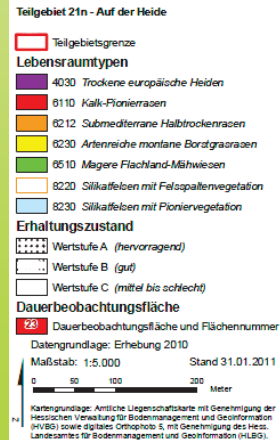 Teilgebiet 21n - Auf der Heide
Teilgebietsgrenze
Lebensraumtypen
4030 Trockene europäische Heiden
6110 Kalk-Pionierrasen
6212 Submediterrane Halbtrockenrasen
6230 Artenreiche montane Borstgrasrasen
6510 Magere Flachland-Mähwiesen
8220 Silikatfelsen mit Felsspaltenvegetation
8230 Silikatfelsen mit Pioniervegetation
Erhaltungszustand
Wertstufe A (hervorragend)
Wertstufe B (gut)
Wertstufe C (mittel bis schlecht)
Dauerbeobachtungsfläche
23 Dauerbeobachtungsfläche und Flächennummer
Datengrundlage: Erhebung 2010
Maßstab: 1:5.000 Stand 31.01.2011
0 50 100 200
Meter
N
Kartengrundlage: Amtliche Liegenschaftskarte mit Genehmigung der
Hessischen Verwaltung für Bodenmanagement und Geoinformation
(HVBG) sowie digitales Orthophoto 5, mit Genehmigung des Hess.
Landesamtes für Bodenmanagement und Geoinformation (HLBG).